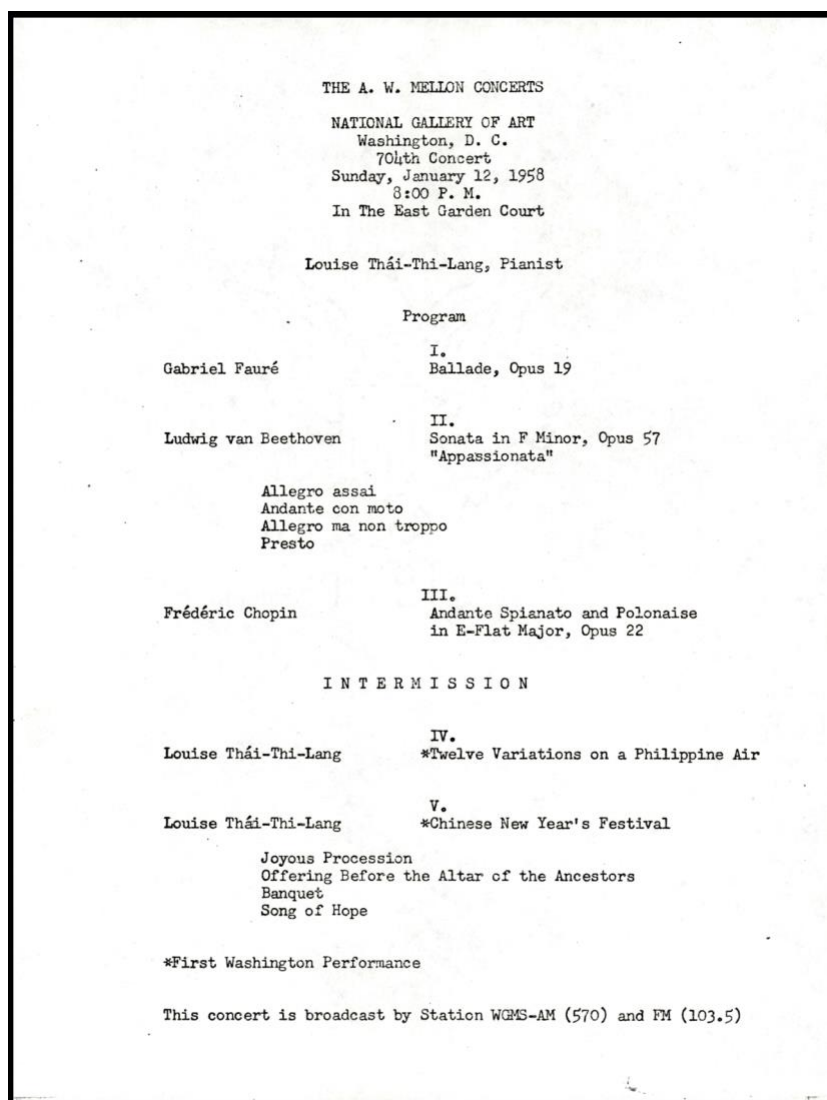 THE A. W. MELLON CONCERTS
NATIONAL GALLERY OF ART
Washington, D. C.
704th Concert
Sunday, January 12, 1958
8:00 P. M.
In The East Garden Court
Louise Thái-Thi-Lang, Pianist
Program
I.
Gabriel Fauré Ballade, Opus 19
II.
Ludwig van Beethoven Sonata in F Minor, Opus 57
"Appassionata"
Allegro assai
Andante con moto
Allegro ma non troppo
Presto
III.
Frédéric Chopin Andante Spianato and Polonaise
in E-Flat Major, Opus 22
I N T E R M I S S I O N
IV.
Louise Thái-Thi-Lang *Twelve Variations on a Philippine Air
V.
Louise Thái-Thi-Lang *Chinese New Year's Festival
Joyous Procession
Offering Before the Altar of the Ancestors
Banquet
Song of Hope
*First Washington Performance
This concert is broadcast by Station WGMS-AM (570) and FM (103.5)